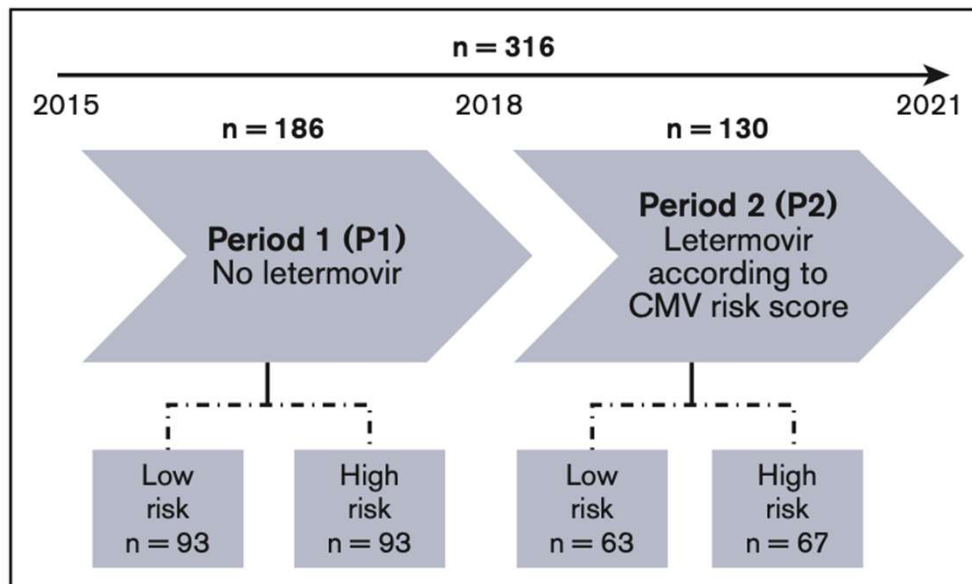 n = 316
2015 2018 2021
n = 186 n = 130
Period 1 (P1)
No letermovir
Period 2 (P2)
Letermovir
according to
CMV risk score
Low
risk
n = 93
High
risk
n = 93
Low
risk
n = 63
High
risk
n = 67